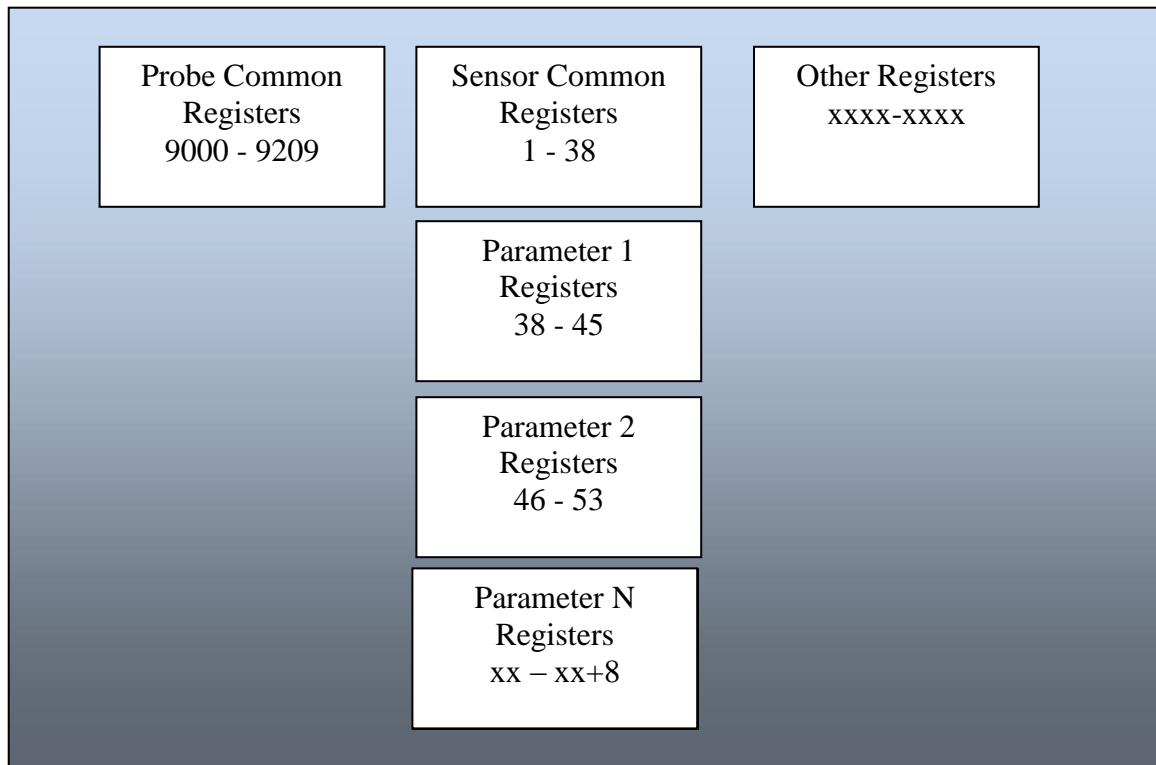 Probe Common
Registers
9000 - 9209
Sensor Common
Registers
1 - 38
Other Registers
xxxx-xxxx
Parameter 1
Registers
38 - 45
Parameter 2
Registers
46 - 53
Parameter N
Registers
xx – xx+8